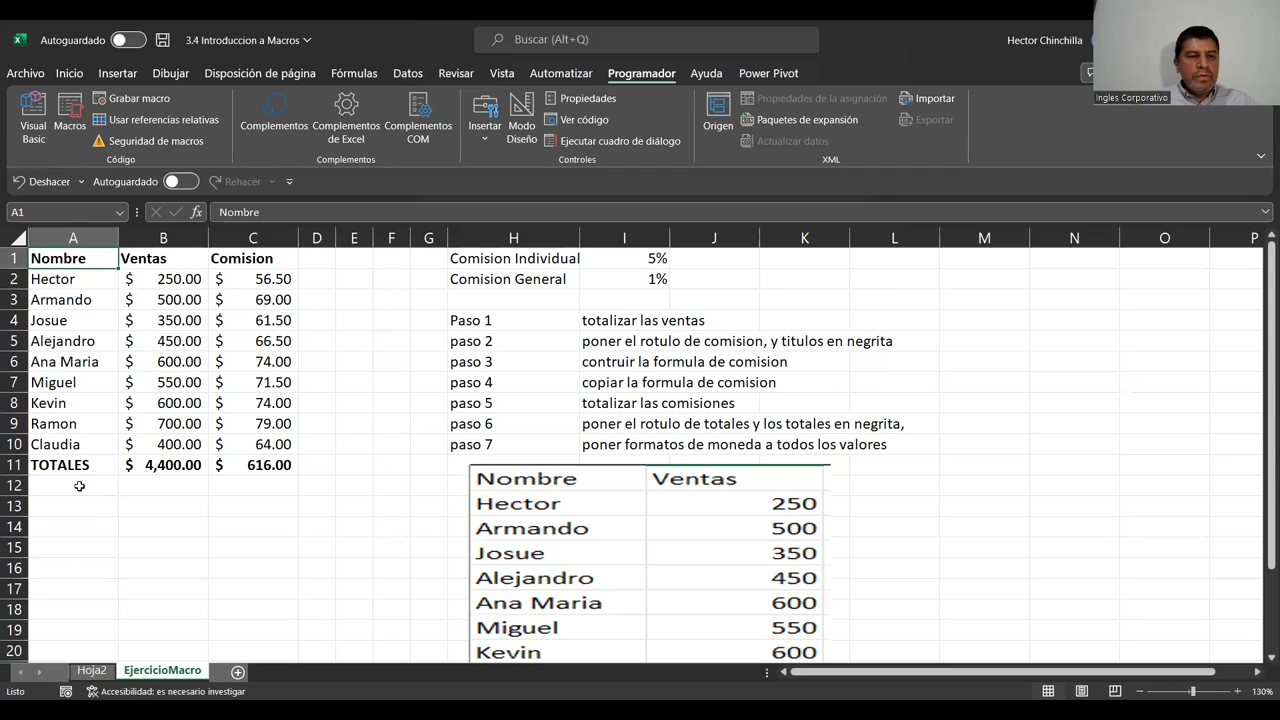 Autoguardado
3.4 Introduccion a Macros
Buscar (Alt+Q)
Hector Chinchilla
Archivo Inicio Insertar Dibujar Disposición de página Fórmulas Datos Revisar Vista Automatizar Programador Ayuda Power Pivot
Ingles Corporativo
Visual Basic
Macros
Grabar macro
Usar referencias relativas
Seguridad de macros
Código
Complementos
Complementos de Excel
Complementos COM
Complementos
Insertar
Modo Diseño
Propiedades
Ver código
Ejecutar cuadro de diálogo
Controles
Origen
Propiedades de la asignación
Paquetes de expansión
Actualizar datos
Importar
Exportar
XML
Deshacer Autoguardado Rehacer
A1 fx Nombre
A B C D E F G H I J K L M N O P
1 Nombre Ventas Comision Comision Individual 5%
2 Hector $ 250.00 $ 56.50 Comision General 1%
3 Armando $ 500.00 $ 69.00
4 Josue $ 350.00 $ 61.50 Paso 1 totalizar las ventas
5 Alejandro $ 450.00 $ 66.50 paso 2 poner el rotulo de comision, y titulos en negrita
6 Ana Maria $ 600.00 $ 74.00 paso 3 contruir la formula de comision
7 Miguel $ 550.00 $ 71.50 paso 4 copiar la formula de comision
8 Kevin $ 600.00 $ 74.00 paso 5 totalizar las comisiones
9 Ramon $ 700.00 $ 79.00 paso 6 poner el rotulo de totales y los totales en negrita,
10 Claudia $ 400.00 $ 64.00 paso 7 poner formatos de moneda a todos los valores
11 TOTALES $ 4,400.00 $ 616.00
12
13
14
15
16
17
18
19
20
Nombre Ventas
Hector 250
Armando 500
Josue 350
Alejandro 450
Ana Maria 600
Miguel 550
Kevin 600
Hoja2 EjercicioMacro
Listo Accesibilidad: es necesario investigar 130%